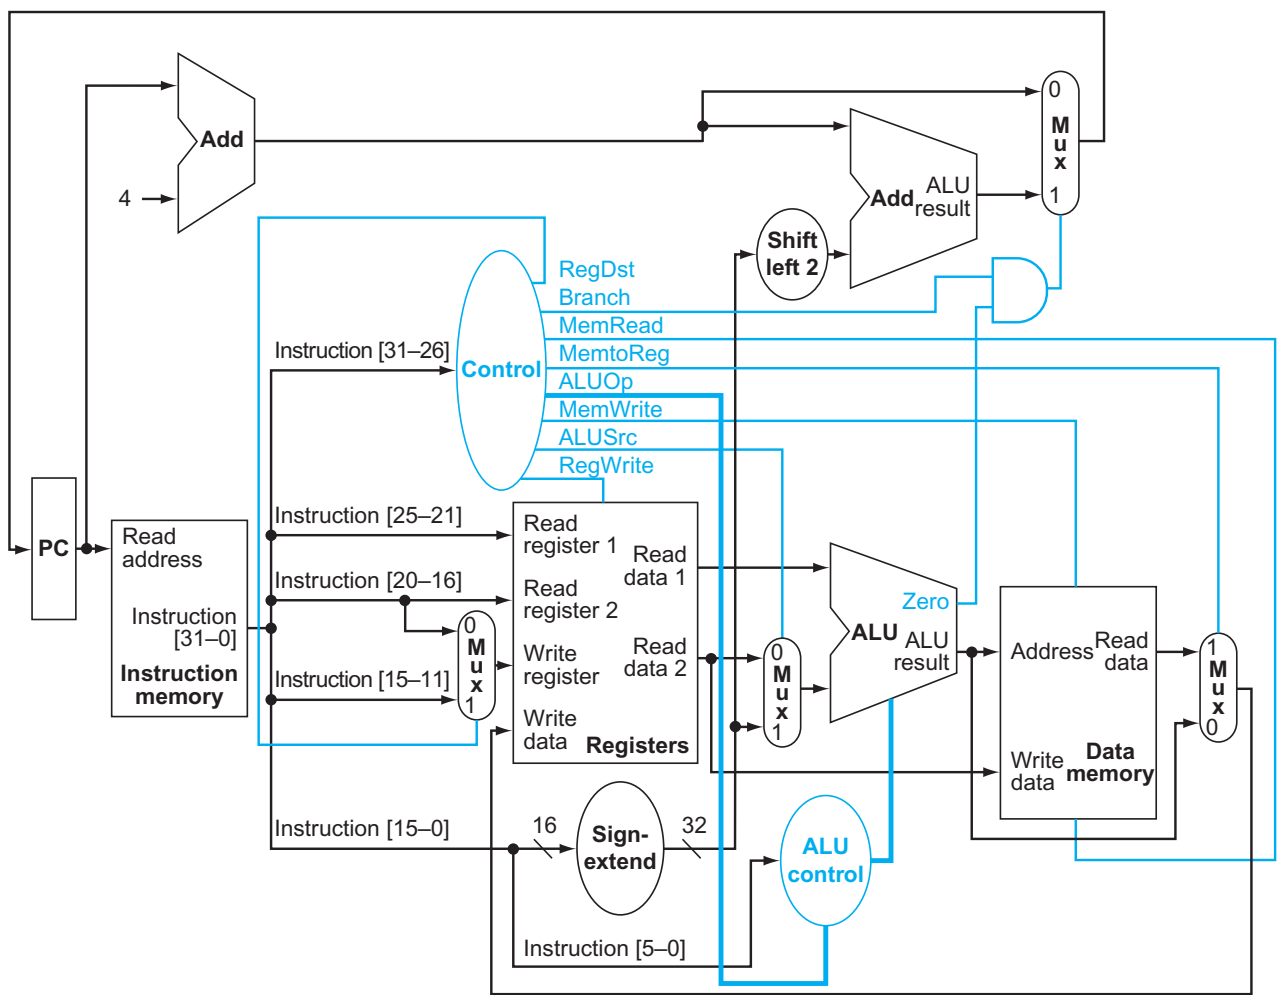 0
M
u
x
1
Add
4
Add
ALU
result
Shift
left 2
RegDst
Branch
MemRead
MemtoReg
ALUOp
MemWrite
ALUSrc
RegWrite
Control
Instruction [31–26]
Instruction [25–21]
Instruction [20–16]
Instruction [15–11]
Instruction [15–0]
Instruction [5–0]
PC
Read
address
Instruction
[31–0]
Instruction
memory
0
M
u
x
1
Read
register 1
Read
register 2
Write
register
Write
data
Read
data 1
Read
data 2
Registers
0
M
u
x
1
Zero
ALU
ALU
result
Address
Read
data
Write
data
Data
memory
1
M
u
x
0
16
Sign-
extend
32
ALU
control